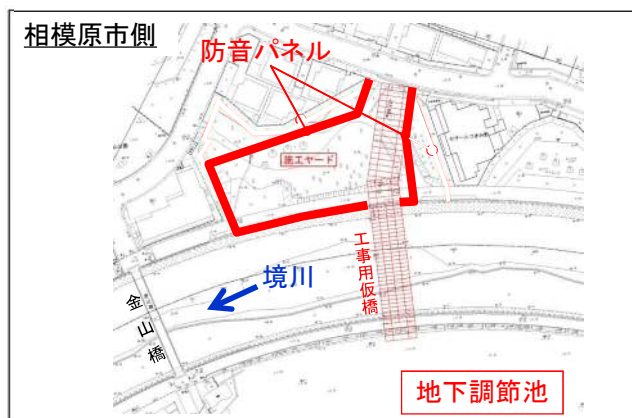 相模原市側
防音パネル
施工ヤード
工事用仮橋
境川
金山橋
地下調節池